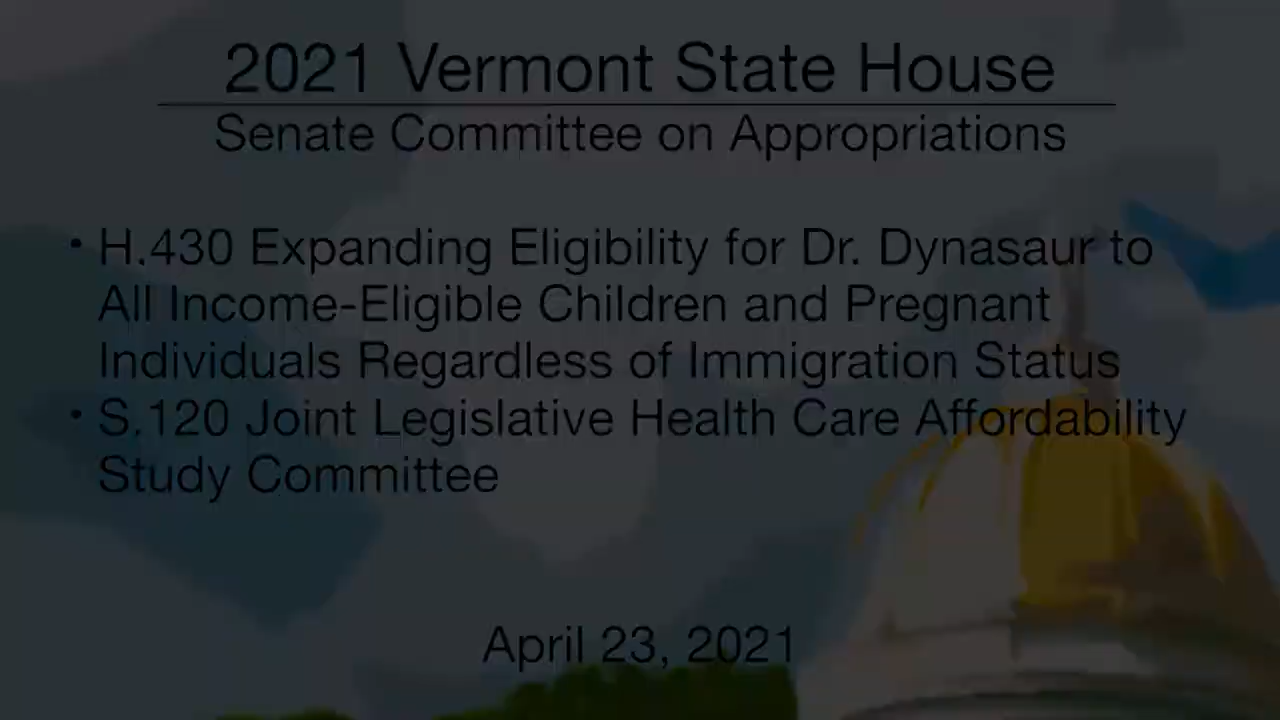 2021 Vermont State House
Senate Committee on Appropriations
• H.430 Expanding Eligibility for Dr. Dynasaur to
All Income-Eligible Children and Pregnant
Individuals Regardless of Immigration Status
• S.120 Joint Legislative Health Care Affordability
Study Committee
April 23, 2021